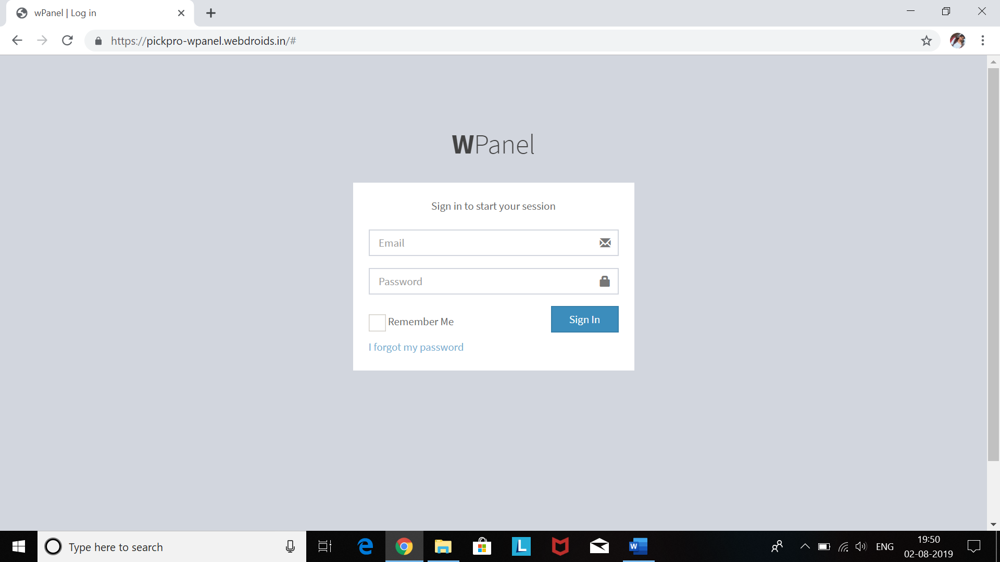 wPanel | Log in
https://pickpro-wpanel.webdroids.in/#
WPanel
Sign in to start your session
Email
Password
Remember Me
Sign In
I forgot my password
Type here to search
L
W
ENG
19:50
02-08-2019